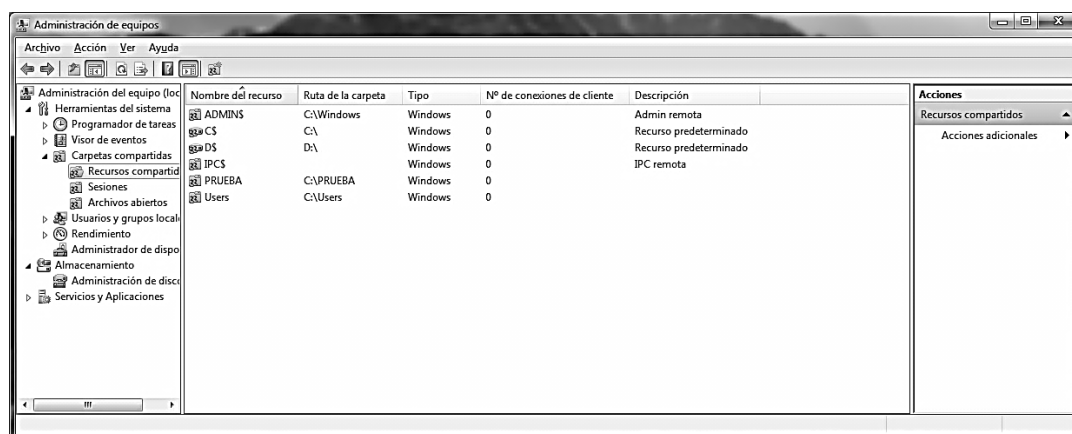 Administración de equipos
Archivo Acción Ver Ayuda
Administración del equipo (loc
Herramientas del sistema
Programador de tareas
Visor de eventos
Carpetas compartidas
Recursos compartid
Sesiones
Archivos abiertos
Usuarios y grupos locale
Rendimiento
Administrador de dispo
Almacenamiento
Administración de disco
Servicios y Aplicaciones
Nombre del recurso Ruta de la carpeta Tipo Nº de conexiones de cliente Descripción
ADMIN$ C:\Windows Windows 0 Admin remota
C$ C:\ Windows 0 Recurso predeterminado
D$ D:\ Windows 0 Recurso predeterminado
IPC$ Windows 0 IPC remota
PRUEBA C:\PRUEBA Windows 0
Users C:\Users Windows 0
Acciones
Recursos compartidos
Acciones adicionales